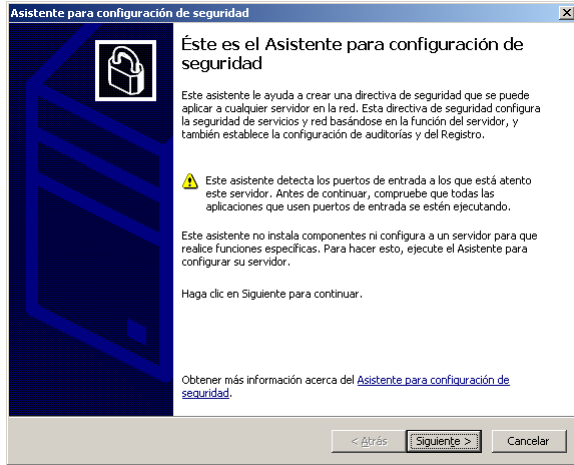 Asistente para configuración de seguridad
Éste es el Asistente para configuración de
seguridad
Este asistente le ayuda a crear una directiva de seguridad que se puede
aplicar a cualquier servidor en la red. Esta directiva de seguridad configura
la seguridad de servicios y red basándose en la función del servidor, y
también establece la configuración de auditorías y del Registro.
Este asistente detecta los puertos de entrada a los que está atento
este servidor. Antes de continuar, compruebe que todas las
aplicaciones que usen puertos de entrada se estén ejecutando.
Este asistente no instala componentes ni configura a un servidor para que
realice funciones específicas. Para hacer esto, ejecute el Asistente para
configurar su servidor.
Haga clic en Siguiente para continuar.
Obtener más información acerca del Asistente para configuración de
seguridad.
< Atrás Siguiente > Cancelar